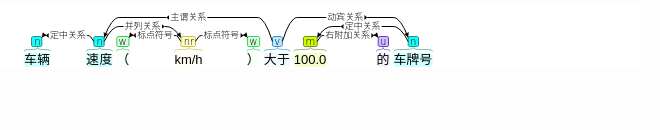 主谓关系 动宾关系
并列关系 定中关系
定中关系 标点符号 标点符号 右附加关系
n n w nr w v m u n
车辆 速度 ( km/h ) 大于 100.0 的 车牌号